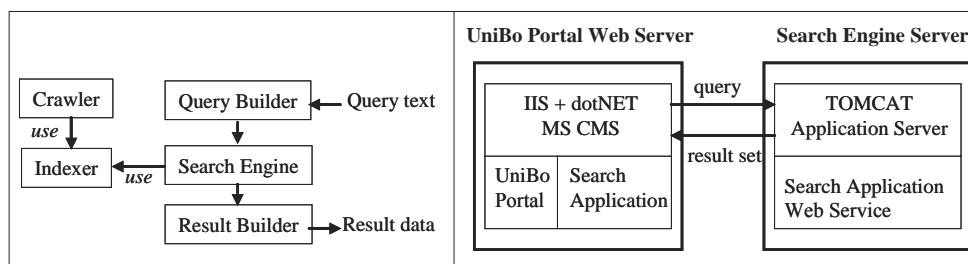 Crawler
use
Indexer
Query Builder
Query text
Search Engine
use
Result Builder
Result data
UniBo Portal Web Server
IIS + dotNET
MS CMS
UniBo
Portal
Search
Application
query
result set
Search Engine Server
TOMCAT
Application Server
Search Application
Web Service